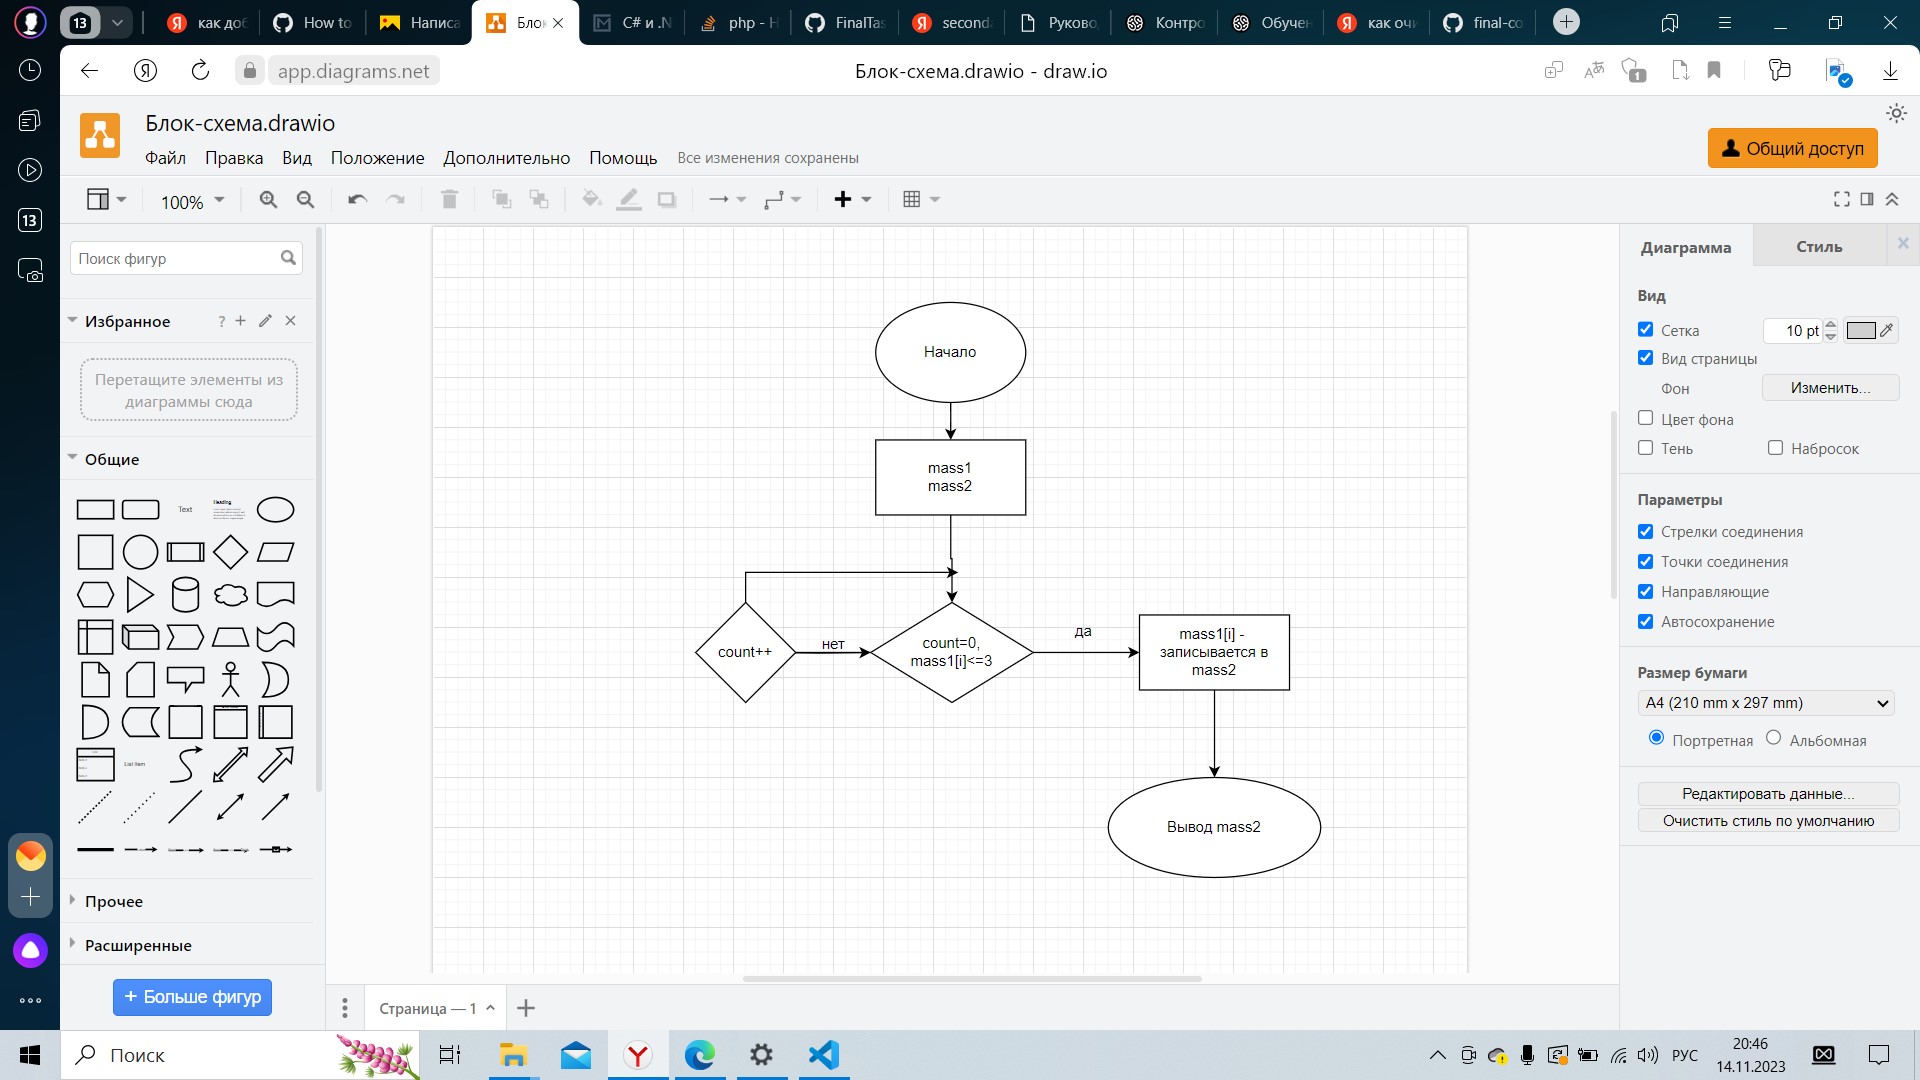 13
как доб
How to
Написа
Блок
C# и .N
php - H
FinalTas
second
Руково
Контро
Обучен
как очи
final-co
app.diagrams.net
Блок-схема.drawio - draw.io
1
Блок-схема.drawio
Файл Правка Вид Положение Дополнительно Помощь Все изменения сохранены
Общий доступ
100%
13
Поиск фигур
Избранное
?
Перетащите элементы из
диаграммы сюда
Общие
Text
Heading
List Item
Прочее
Расширенные
+ Больше фигур
Начало
mass1
mass2
count++
нет
count=0,
mass1[i]<=3
да
mass1[i] -
записывается в
mass2
Вывод mass2
Страница — 1
Диаграмма
Стиль
Вид
Сетка
10 pt
Вид страницы
Фон
Изменить...
Цвет фона
Тень
Набросок
Параметры
Стрелки соединения
Точки соединения
Направляющие
Автосохранение
Размер бумаги
A4 (210 mm x 297 mm)
Портретная
Альбомная
Редактировать данные...
Очистить стиль по умолчанию
Поиск
РУС
20:46
14.11.2023